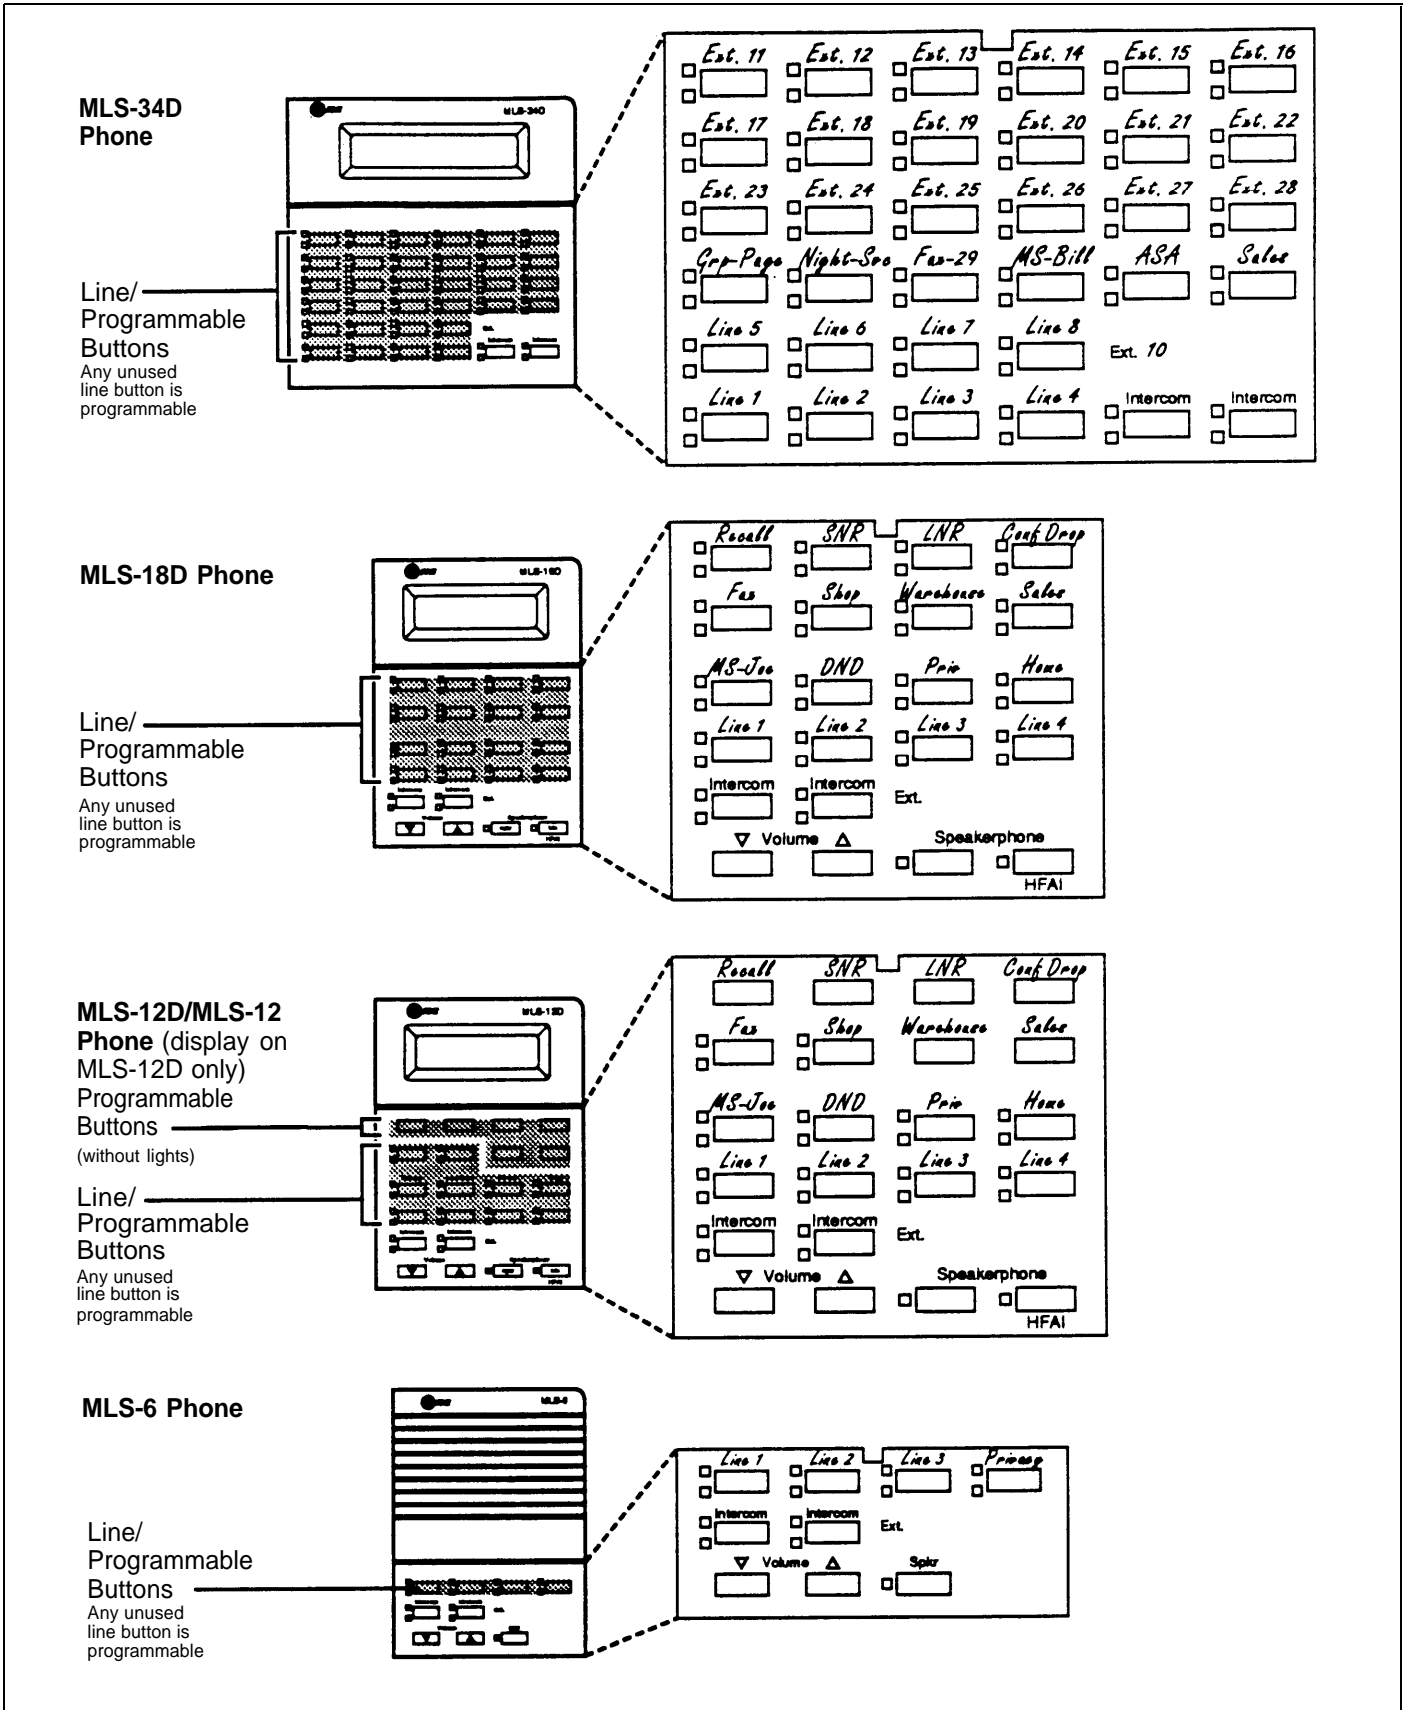 MLS-34D
Phone
MLS-34D
Line/
Programmable
Buttons
Any unused
line button is
programmable
Ext. 11 Ext. 12 Ext. 13 Ext. 14 Ext. 15 Ext. 16
Ext. 17 Ext. 18 Ext. 19 Ext. 20 Ext. 21 Ext. 22
Ext. 23 Ext. 24 Ext. 25 Ext. 26 Ext. 27 Ext. 28
Grp-Page Night-Svc Fax-29 MS-Bill ASA Sales
Line 5 Line 6 Line 7 Line 8 Ext. 10
Line 1 Line 2 Line 3 Line 4 Intercom Intercom
MLS-18D Phone
MLS-18D
Line/
Programmable
Buttons
Any unused
line button is
programmable
Recall SNR LNR Conf Drop
Fax Shop Warehouse Sales
MS-Joe DND Priv Home
Line 1 Line 2 Line 3 Line 4
Intercom Intercom Ext.
▽ Volume △ Speakerphone
HFAI
MLS-12D/MLS-12
Phone (display on
MLS-12D only)
MLS-12D
Programmable
Buttons
(without lights)
Line/
Programmable
Buttons
Any unused
line button is
programmable
Recall SNR LNR Conf Drop
Fax Shop Warehouse Sales
MS-Joe DND Priv Home
Line 1 Line 2 Line 3 Line 4
Intercom Intercom Ext.
▽ Volume △ Speakerphone
HFAI
MLS-6 Phone
MLS-6
Line/
Programmable
Buttons
Any unused
line button is
programmable
Line 1 Line 2 Line 3 Privacy
Intercom Intercom Ext.
▽ Volume △ Spkr